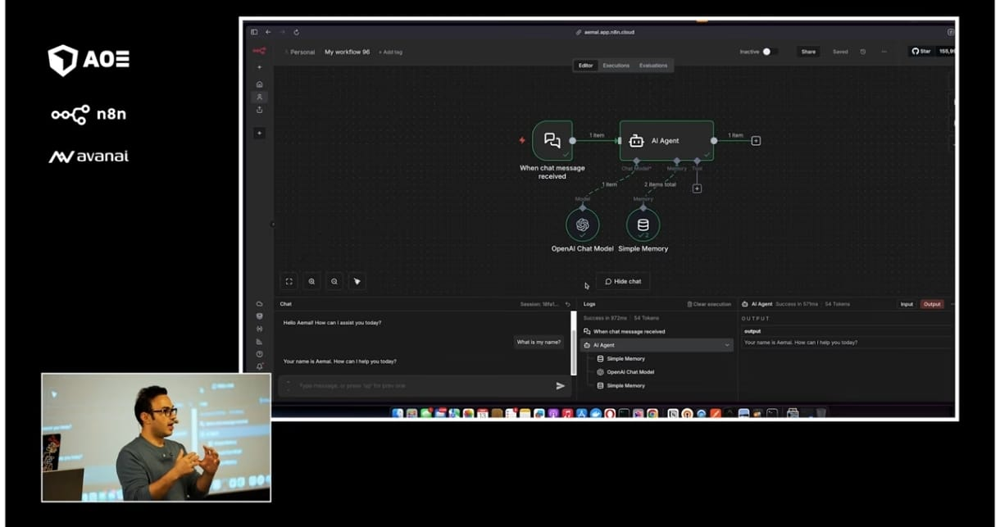 AOE
n8n
avanai
aemal.app.n8n.cloud
Personal
My workflow 96
+ Add tag
Inactive
Share
Saved
Star
155,9
Editor
Executions
Evaluations
1 item
AI Agent
1 item
When chat message
received
Chat Model*
Memory
Tool
1 item
2 items total
Model
Memory
2
OpenAI Chat Model
Simple Memory
Hide chat
Chat
Session:
Hello Aemal! How can I assist you today?
What is my name?
Your name is Aemal. How can I help you today?
Type message, or press 'up' for prev one
Logs
Clear execution
Success in 972ms
54 Tokens
When chat message received
AI Agent
Simple Memory
OpenAI Chat Model
Simple Memory
AI Agent
Success in 571ms
54 Tokens
Input
Output
OUTPUT
output
Your name is Aemal. How can I help you today?